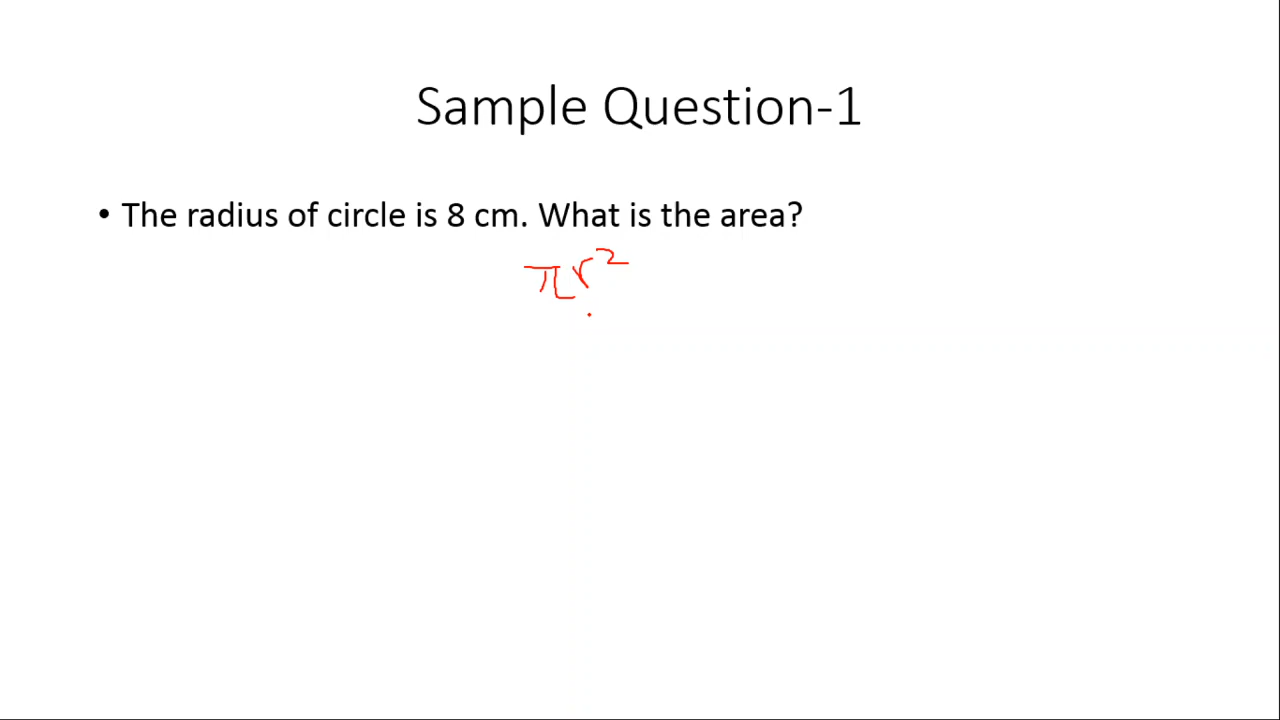 Sample Question-1
• The radius of circle is 8 cm. What is the area?
πr²